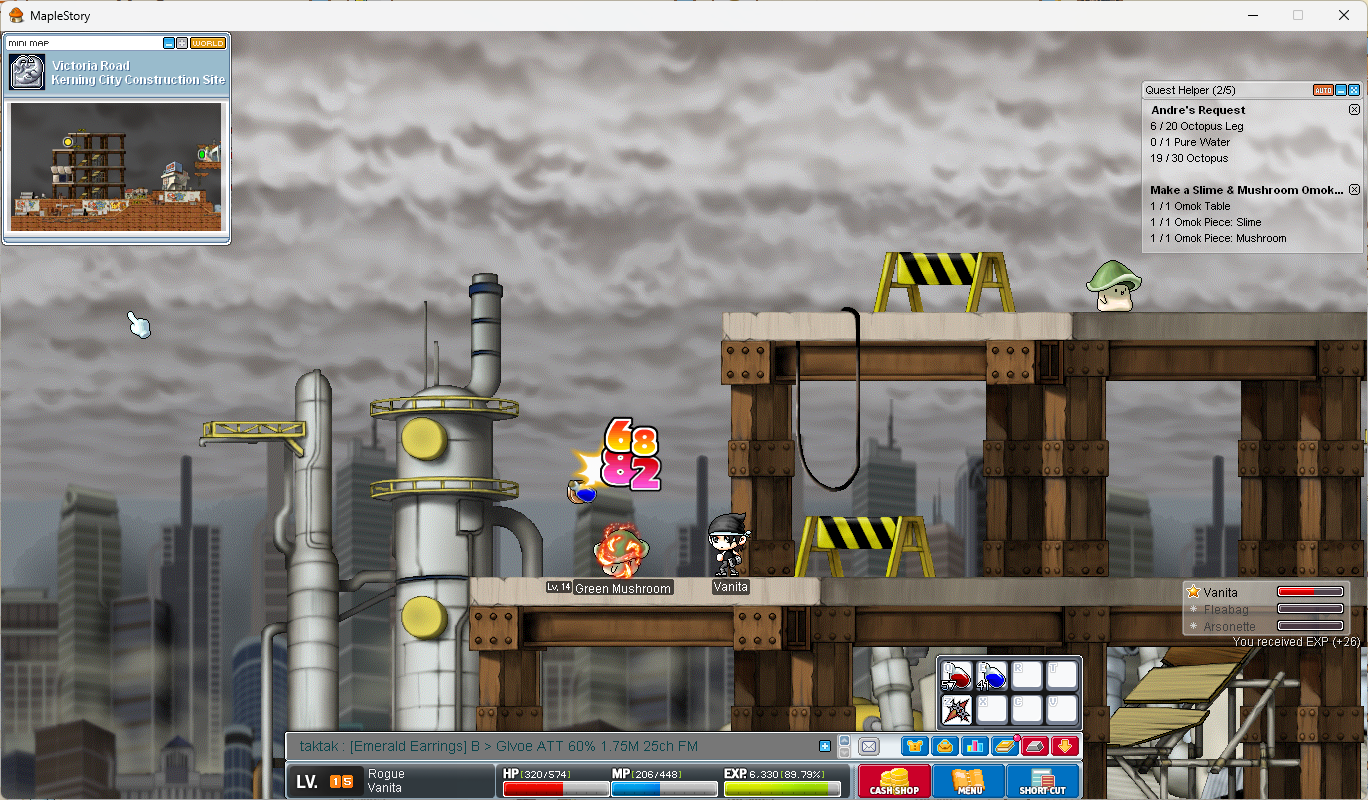 MapleStory
MINI MAP
WORLD
Victoria Road
Kerning City Construction Site
Quest Helper (2/5)
AUTO
Andre's Request
6 / 20 Octopus Leg
0 / 1 Pure Water
19 / 30 Octopus
Make a Slime & Mushroom Omok...
1 / 1 Omok Table
1 / 1 Omok Piece: Slime
1 / 1 Omok Piece: Mushroom
68
82
Lv. 14 Green Mushroom
Vanita
Vanita
Fleabag
Arsonette
You received EXP (+26)
57
41
R
T
X
C
V
taktak : [Emerald Earrings] B > Glvoe ATT 60% 1.75M 25ch FM
LV. 15
Rogue
Vanita
HP [320/574]
MP [206/448]
EXP. 6,330 [89.79%]
CASH SHOP
MENU
SHORT CUT